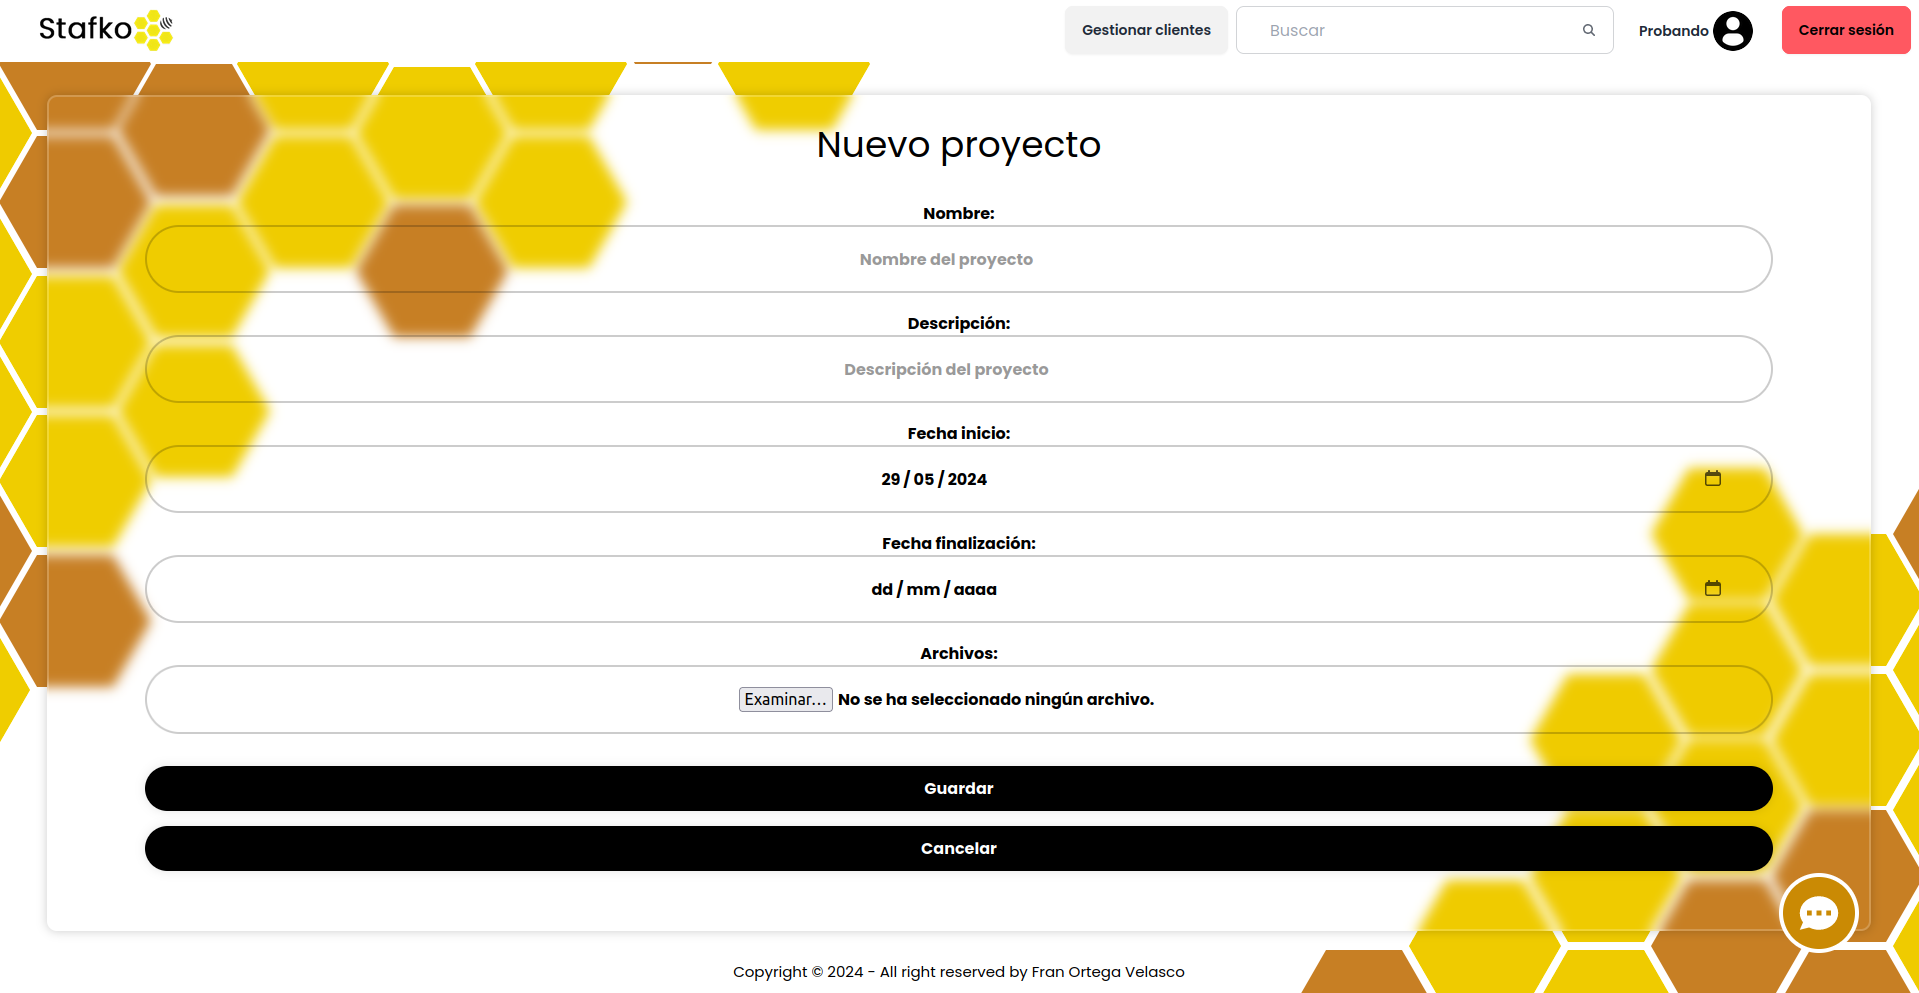 Stafko
Gestionar clientes
Buscar
Probando
Cerrar sesión
Nuevo proyecto
Nombre:
Nombre del proyecto
Descripción:
Descripción del proyecto
Fecha inicio:
29 / 05 / 2024
Fecha finalización:
dd / mm / aaaa
Archivos:
Examinar... No se ha seleccionado ningún archivo.
Guardar
Cancelar
Copyright © 2024 - All right reserved by Fran Ortega Velasco